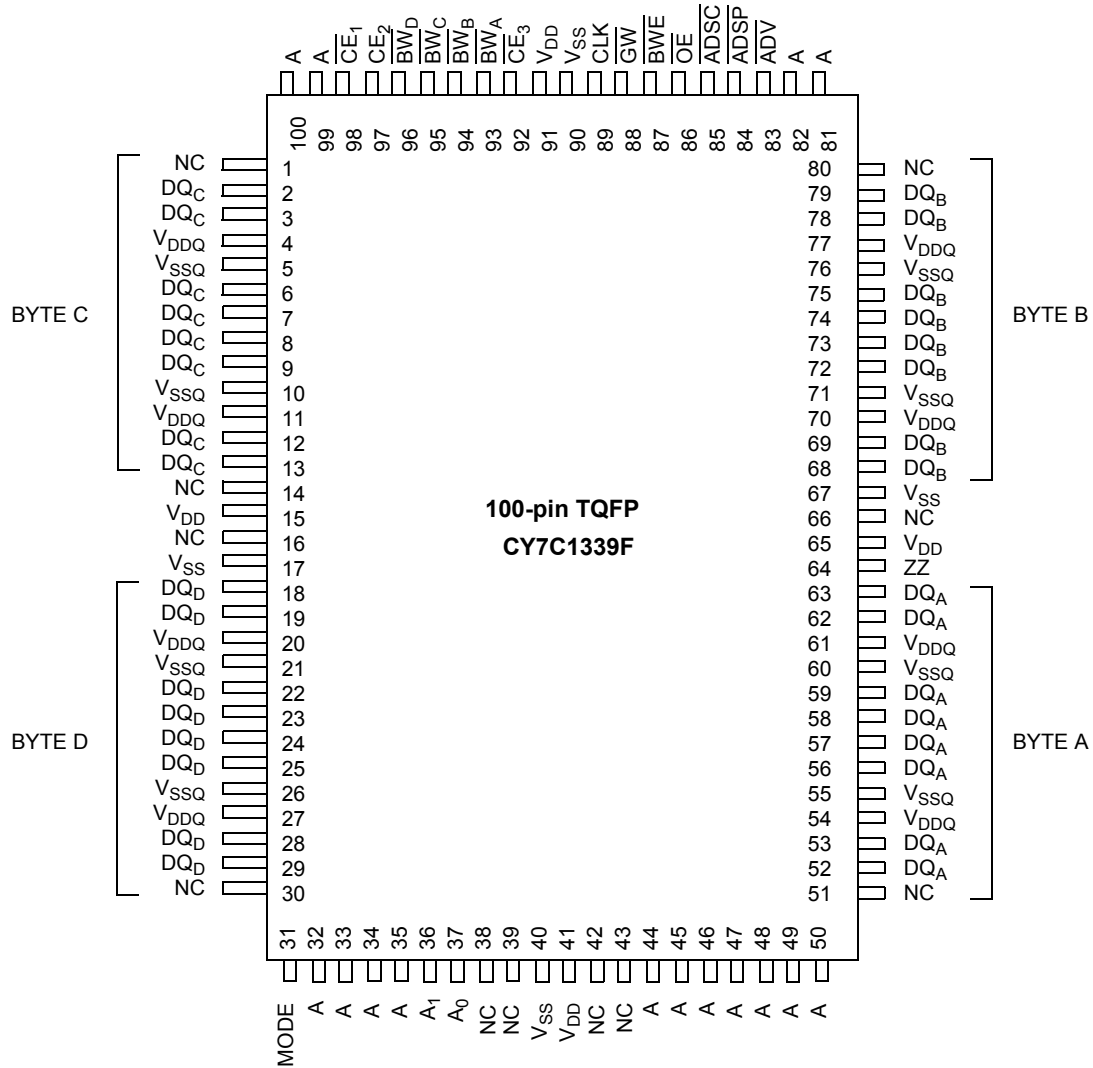 A
A
CE1
CE2
BWD
BWC
BWB
BWA
CE3
VDD
VSS
CLK
GW
BWE
OE
ADSC
ADSP
ADV
A
A
100
99
98
97
96
95
94
93
92
91
90
89
88
87
86
85
84
83
82
81
BYTE C
NC 1
DQC 2
DQC 3
VDDQ 4
VSSQ 5
DQC 6
DQC 7
DQC 8
DQC 9
VSSQ 10
VDDQ 11
DQC 12
DQC 13
NC 14
VDD 15
NC 16
VSS 17
BYTE D
DQD 18
DQD 19
VDDQ 20
VSSQ 21
DQD 22
DQD 23
DQD 24
DQD 25
VSSQ 26
VDDQ 27
DQD 28
DQD 29
NC 30
100-pin TQFP
CY7C1339F
80 NC
79 DQB
78 DQB
77 VDDQ
76 VSSQ
75 DQB
74 DQB
73 DQB
72 DQB
71 VSSQ
70 VDDQ
69 DQB
68 DQB
BYTE B
67 VSS
66 NC
65 VDD
64 ZZ
63 DQA
62 DQA
61 VDDQ
60 VSSQ
59 DQA
58 DQA
57 DQA
56 DQA
55 VSSQ
54 VDDQ
53 DQA
52 DQA
51 NC
BYTE A
31
32
33
34
35
36
37
38
39
40
41
42
43
44
45
46
47
48
49
50
MODE
A
A
A
A
A1
A0
NC
NC
VSS
VDD
NC
NC
A
A
A
A
A
A
A